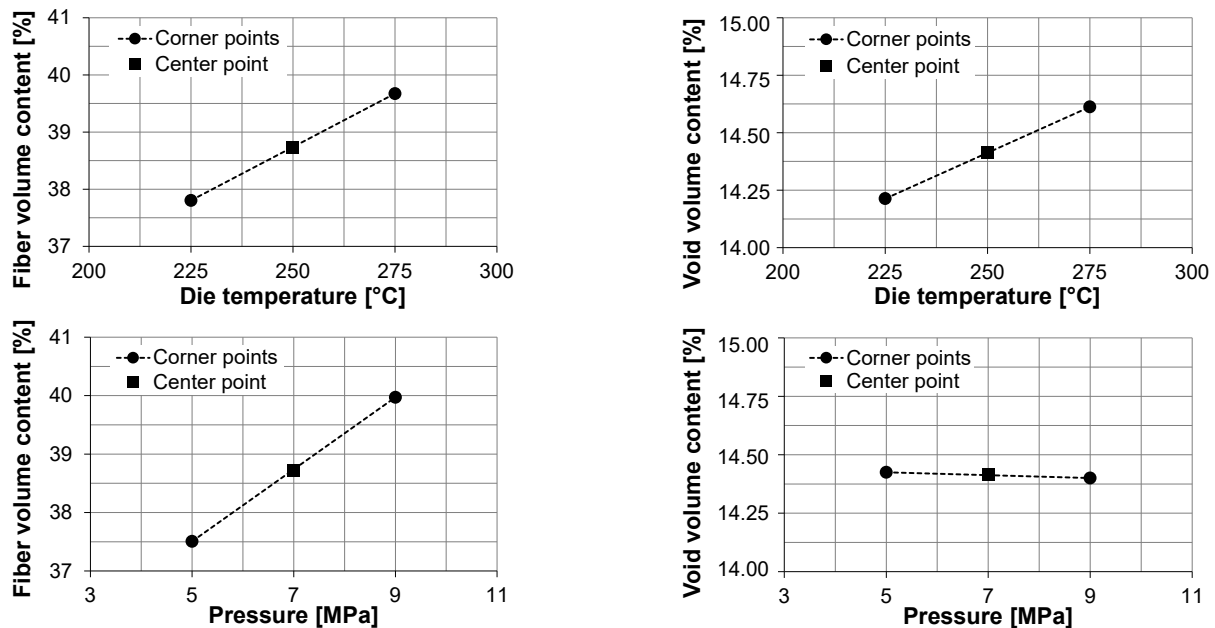 Fiber volume content [%]
41
40
39
38
37
Corner points
Center point
200 225 250 275 300
Die temperature [°C]
Void volume content [%]
15.00
14.75
14.50
14.25
14.00
Corner points
Center point
200 225 250 275 300
Die temperature [°C]
Fiber volume content [%]
41
40
39
38
37
Corner points
Center point
3 5 7 9 11
Pressure [MPa]
Void volume content [%]
15.00
14.75
14.50
14.25
14.00
Corner points
Center point
3 5 7 9 11
Pressure [MPa]